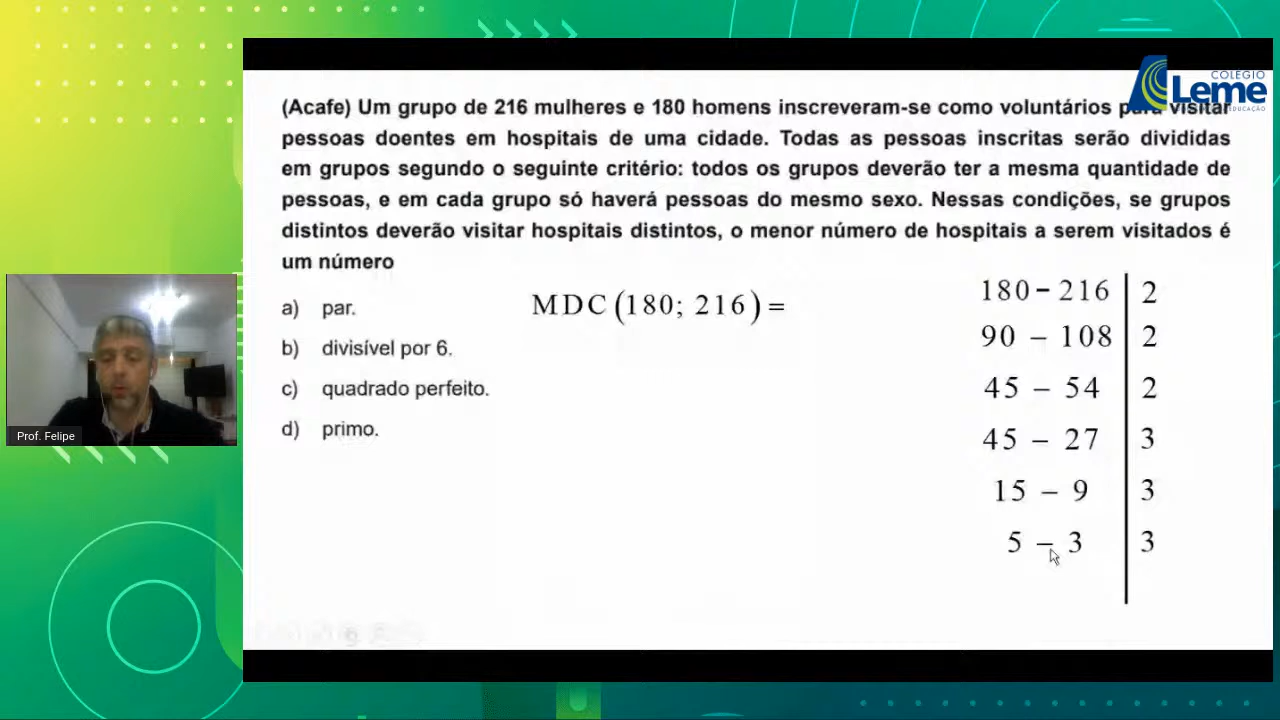 COLEGIO
Leme
EDUCAÇÃO
(Acafe) Um grupo de 216 mulheres e 180 homens inscreveram-se como voluntários para visitar
pessoas doentes em hospitais de uma cidade. Todas as pessoas inscritas serão divididas
em grupos segundo o seguinte critério: todos os grupos deverão ter a mesma quantidade de
pessoas, e em cada grupo só haverá pessoas do mesmo sexo. Nessas condições, se grupos
distintos deverão visitar hospitais distintos, o menor número de hospitais a serem visitados é
um número
a) par.
b) divisível por 6.
c) quadrado perfeito.
d) primo.
MDC (180; 216) =
180 – 216 | 2
90 – 108 | 2
45 – 54 | 2
45 – 27 | 3
15 – 9 | 3
5 – 3 | 3
Prof. Felipe